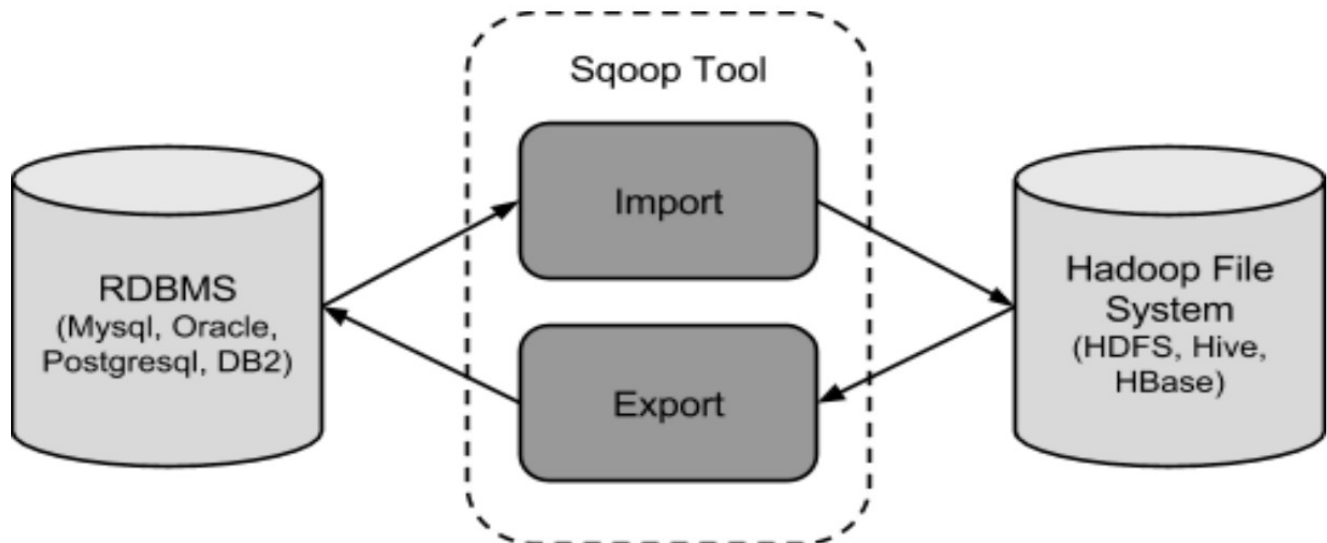 Sqoop Tool
Import
RDBMS
(Mysql, Oracle,
Postgresql, DB2)
Hadoop File
System
(HDFS, Hive,
HBase)
Export